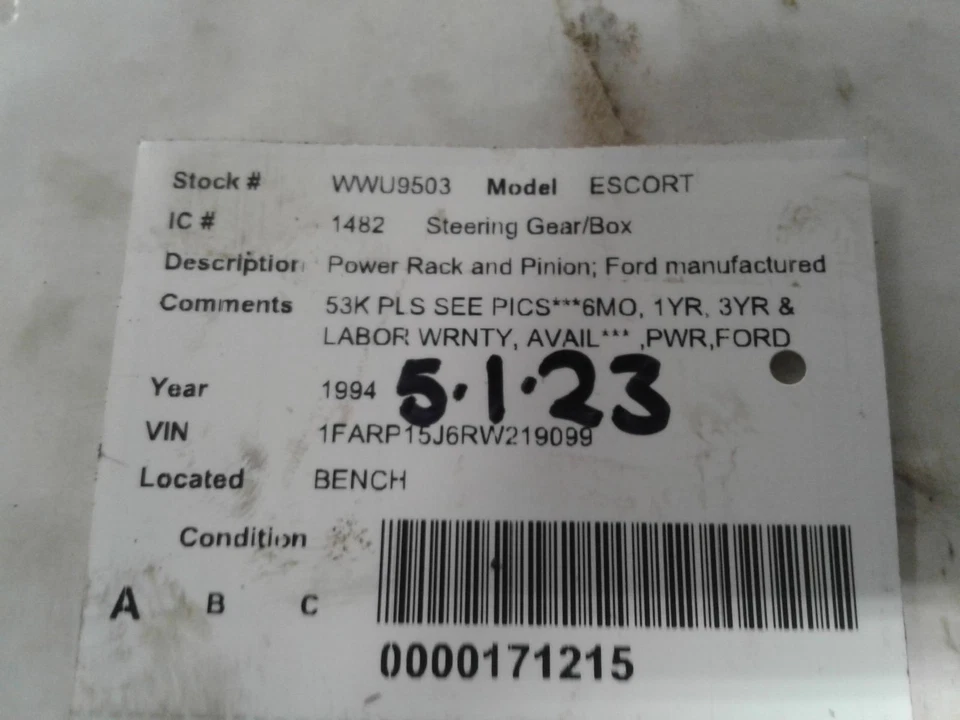 Stock # WWU9503 Model ESCORT
IC # 1482 Steering Gear/Box
Description Power Rack and Pinion; Ford manufactured
Comments 53K PLS SEE PICS***6MO, 1YR, 3YR &
LABOR WRNTY, AVAIL*** ,PWR,FORD
Year 1994 5.1.23
VIN 1FARP15J6RW219099
Located BENCH
Condition
A B C
0000171215